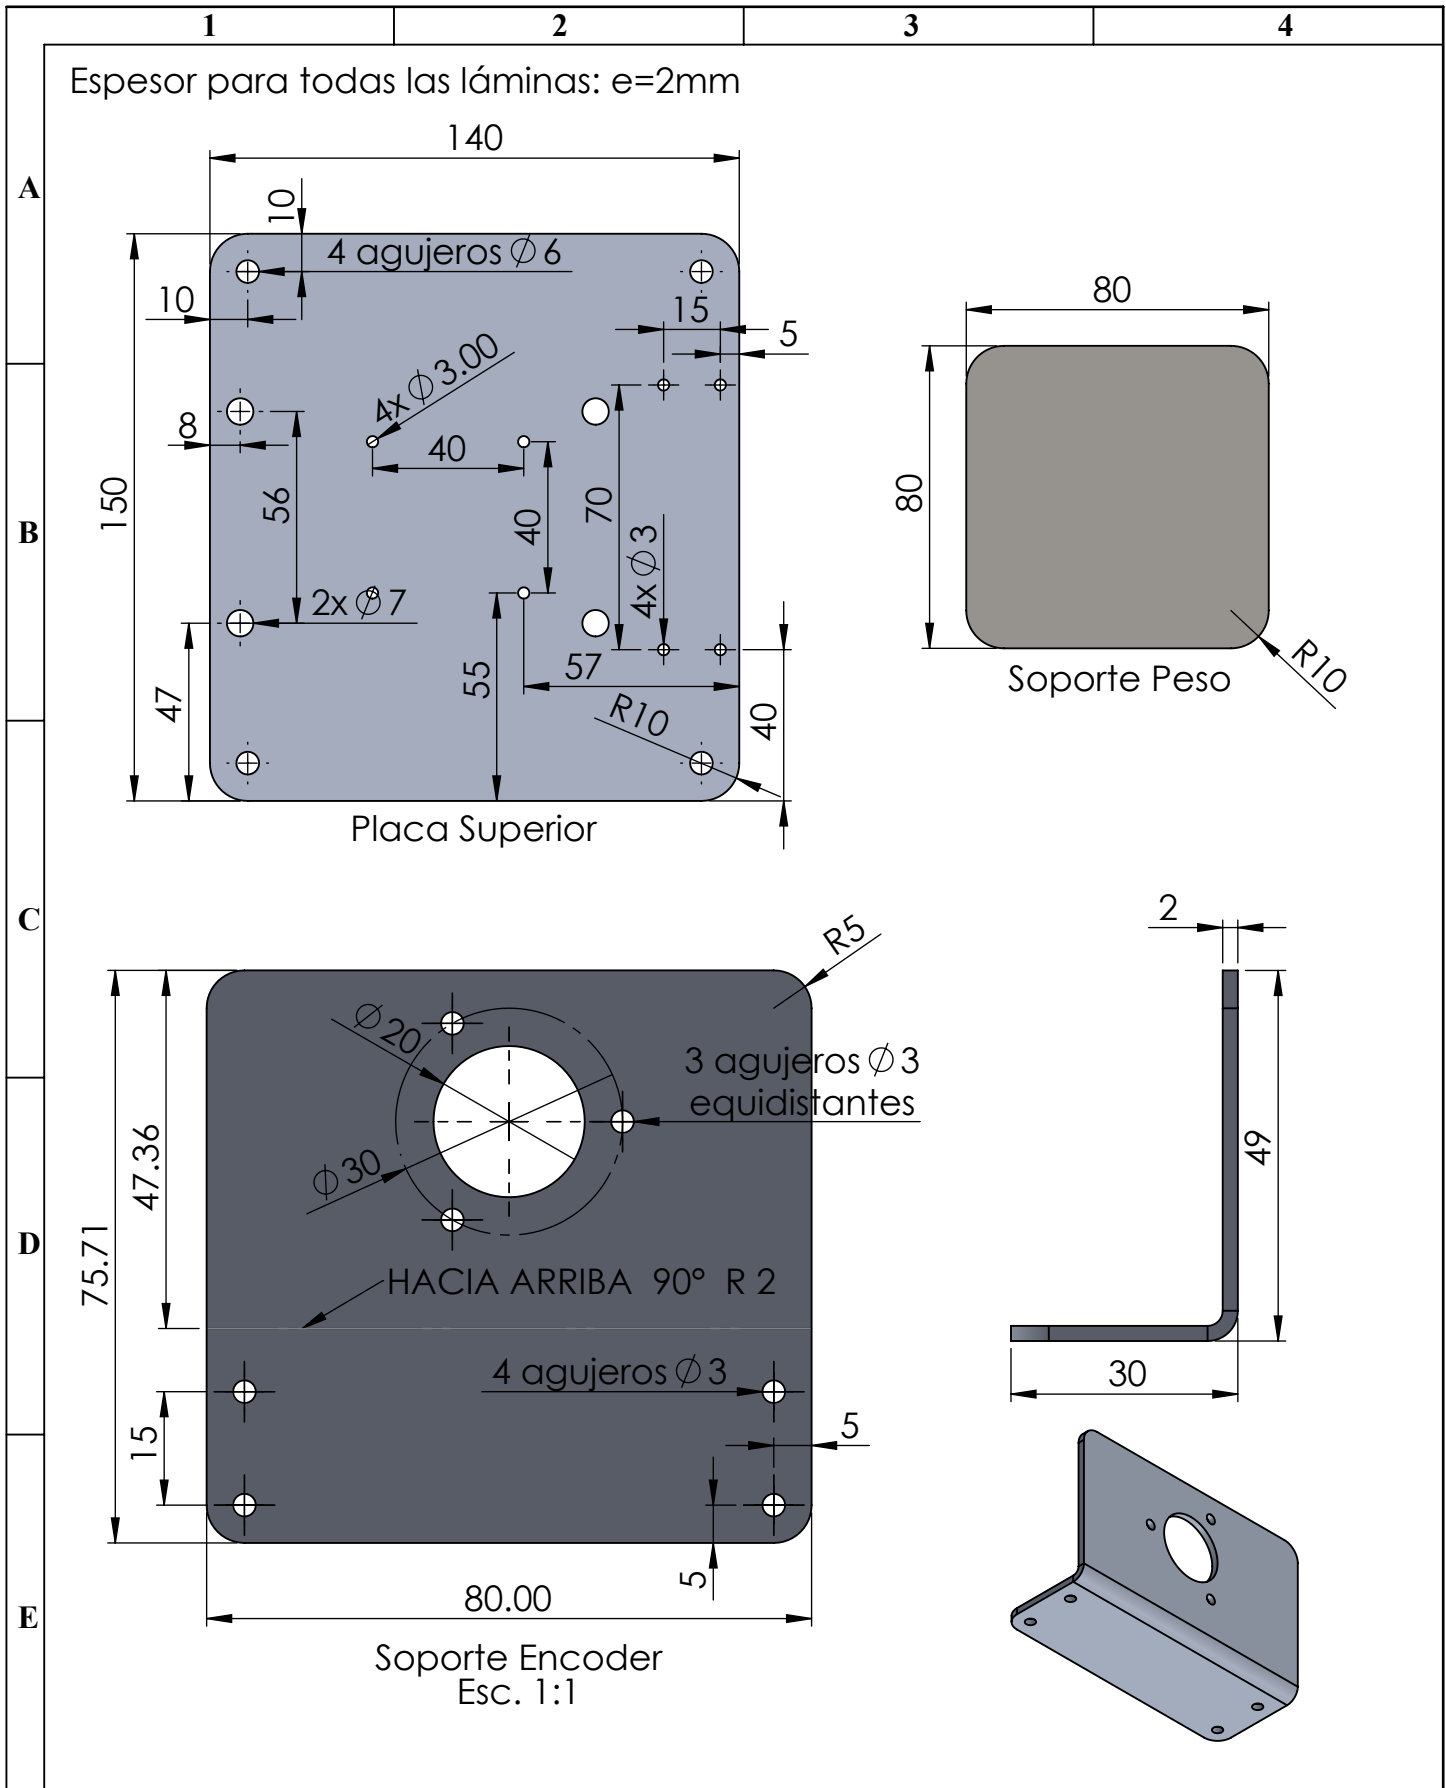 1 2 3 4
Espesor para todas las láminas: e=2mm
140
A
10
4 agujeros ∅6
10
15
5
80
4x ∅3.00
8
40
150
56
70
40
80
B
4x ∅3
2x ∅7
57
55
R10
Soporte Peso
47
R10
40
Placa Superior
C
2
R5
∅20
3 agujeros ∅3
equidistantes
47.36
49
∅30
D
75.71
HACIA ARRIBA 90° R 2
4 agujeros ∅3
30
15
5
5
80.00
E
Soporte Encoder
Esc. 1:1